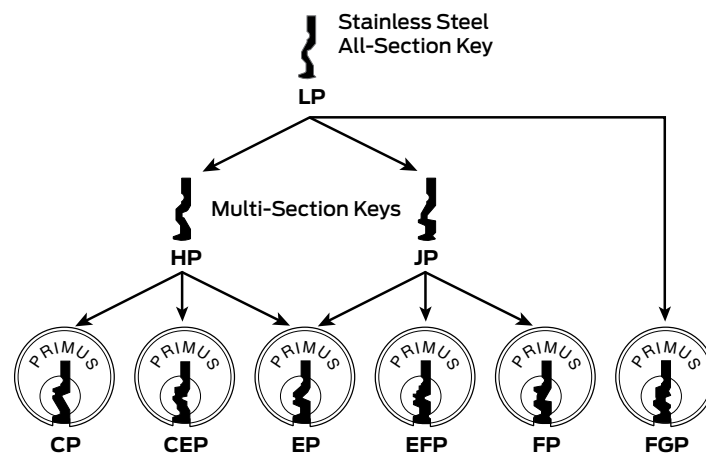 Stainless Steel
All-Section Key
LP
Multi-Section Keys
HP
JP
PRIMUS
PRIMUS
PRIMUS
PRIMUS
PRIMUS
PRIMUS
CP
CEP
EP
EFP
FP
FGP